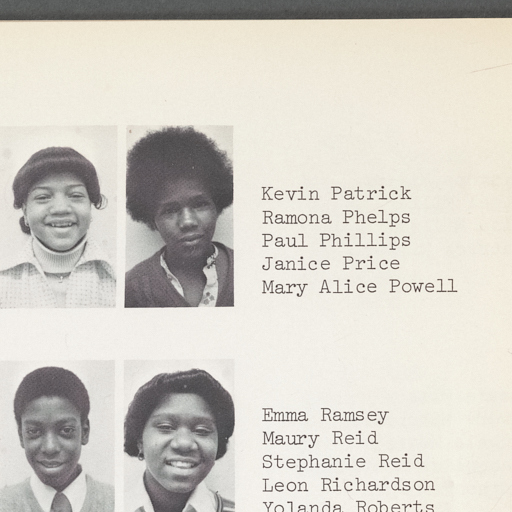 Kevin Patrick
Ramona Phelps
Paul Phillips
Janice Price
Mary Alice Powell
Emma Ramsey
Maury Reid
Stephanie Reid
Leon Richardson
Yolanda Roberts